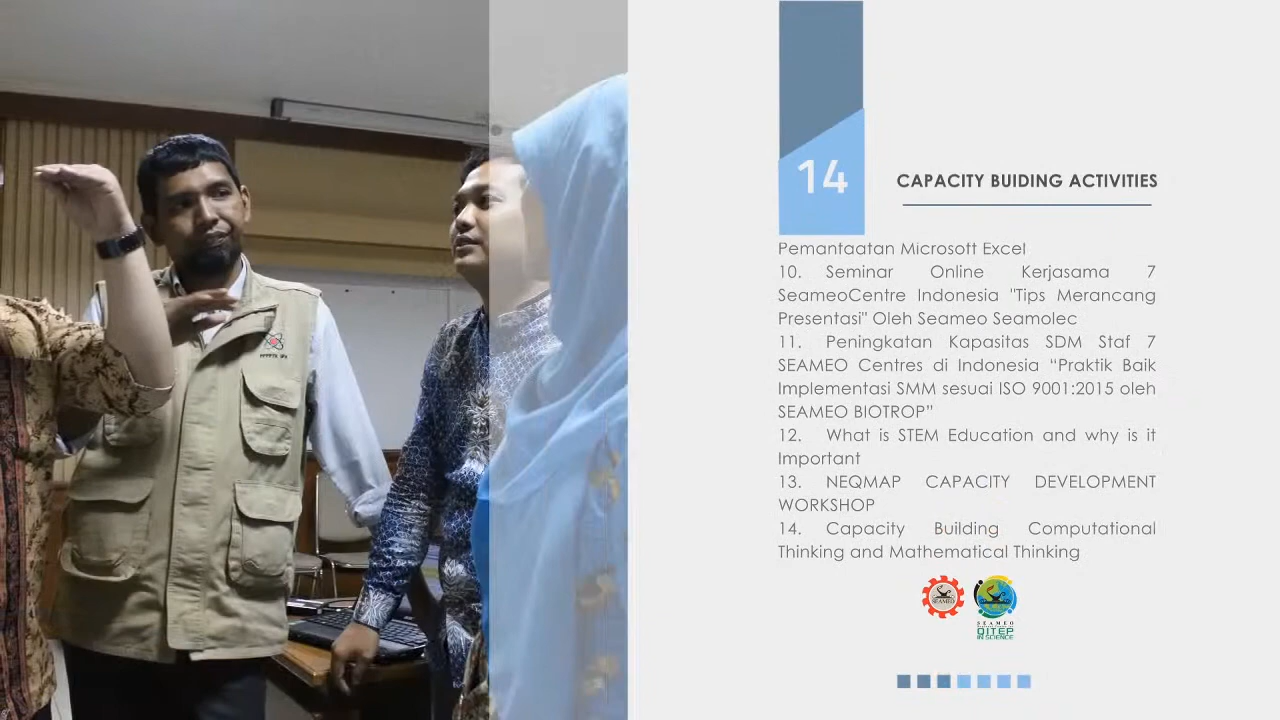 14
CAPACITY BUIDING ACTIVITIES
Pemantaatan Microsott Excel
10. Seminar Online Kerjasama 7
SeameoCentre Indonesia "Tips Merancang
Presentasi" Oleh Seameo Seamolec
11. Peningkatan Kapasitas SDM Staf 7
SEAMEO Centres di Indonesia “Praktik Baik
Implementasi SMM sesuai ISO 9001:2015 oleh
SEAMEO BIOTROP”
12. What is STEM Education and why is it
Important
13. NEQMAP CAPACITY DEVELOPMENT
WORKSHOP
14. Capacity Building Computational
Thinking and Mathematical Thinking
SEAMEO
SEAMEO
QITEP
IN SCIENCE